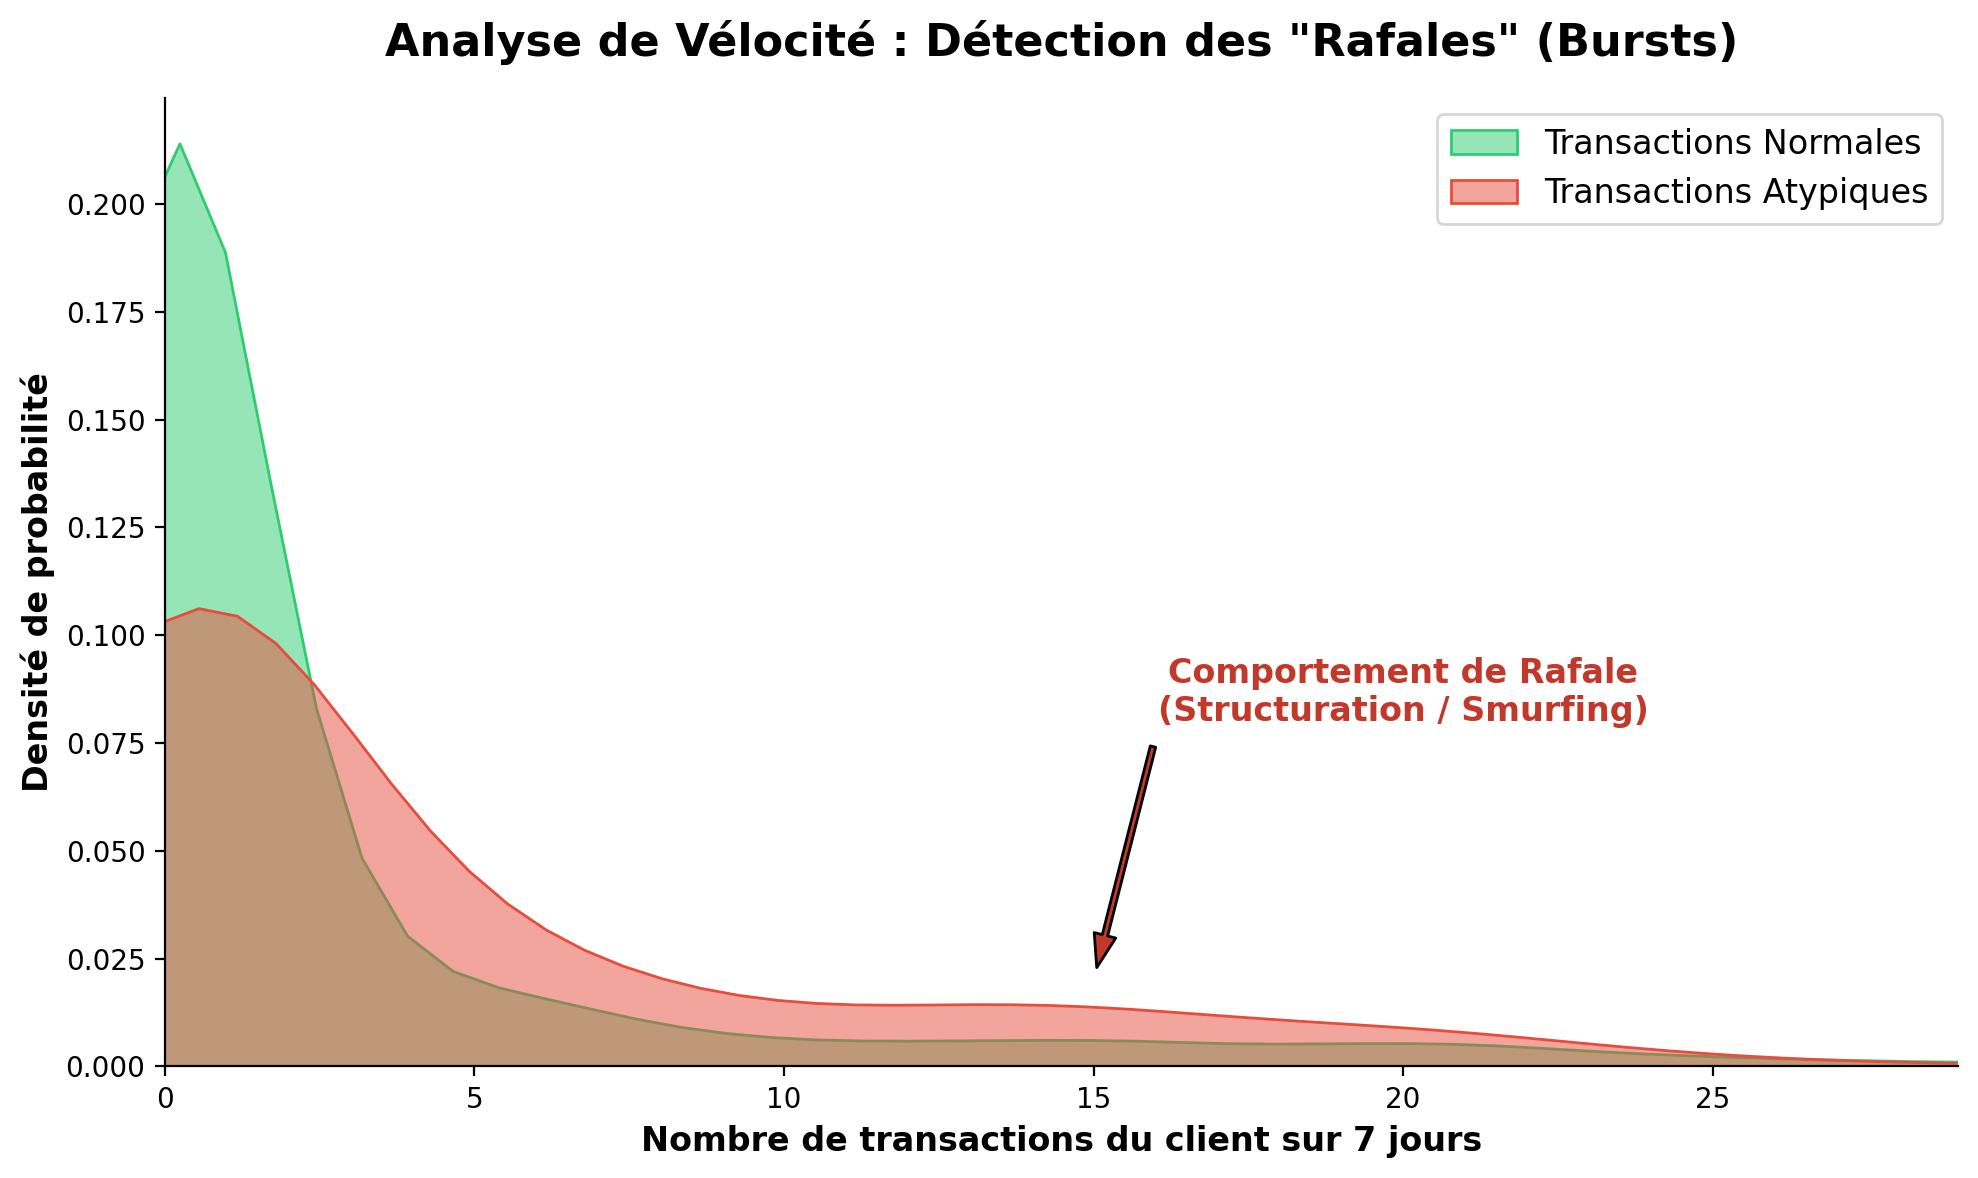 Analyse de Vélocité : Détection des "Rafales" (Bursts)
Transactions Normales
Transactions Atypiques
Densité de probabilité
0.200
0.175
0.150
0.125
0.100
0.075
0.050
0.025
0.000
Comportement de Rafale
(Structuration / Smurfing)
0 5 10 15 20 25
Nombre de transactions du client sur 7 jours